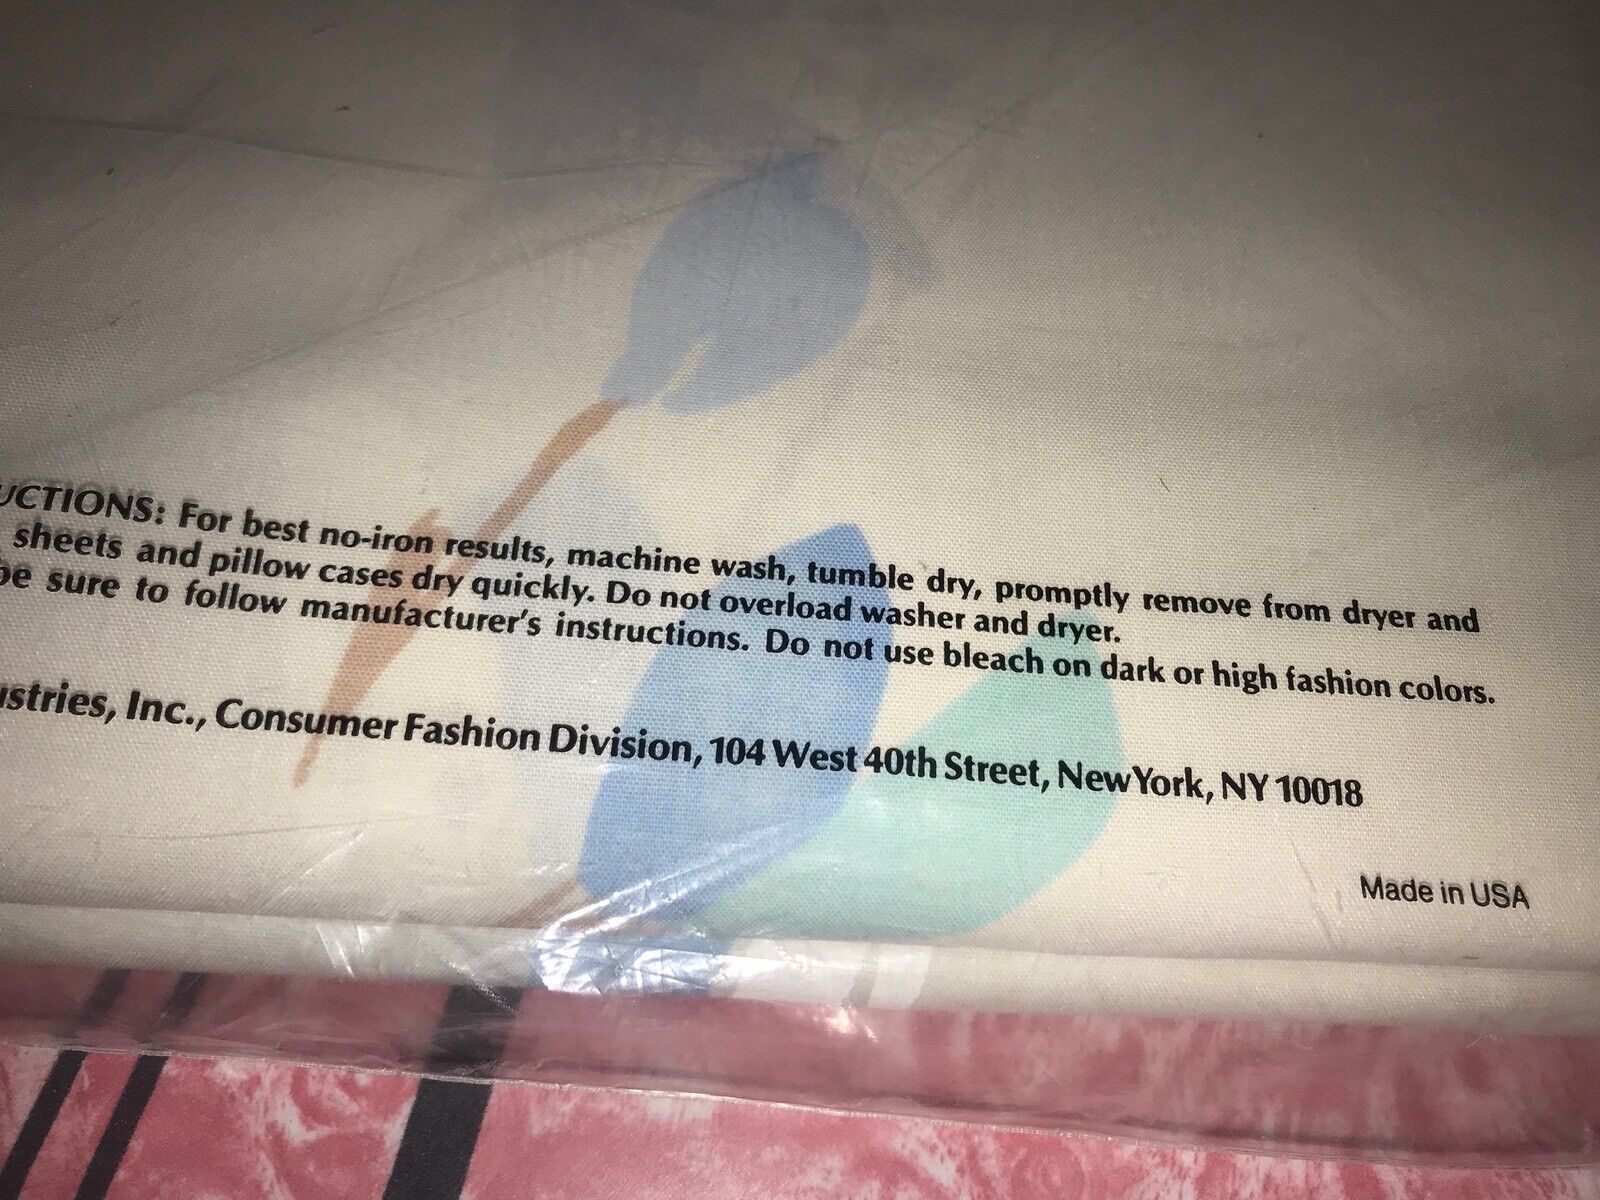 UCTIONS: For best no-iron results, machine wash, tumble dry, promptly remove from dryer and
sheets and pillow cases dry quickly. Do not overload washer and dryer.
be sure to follow manufacturer's instructions. Do not use bleach on dark or high fashion colors.
ustries, Inc., Consumer Fashion Division, 104 West 40th Street, New York, NY 10018
Made in USA